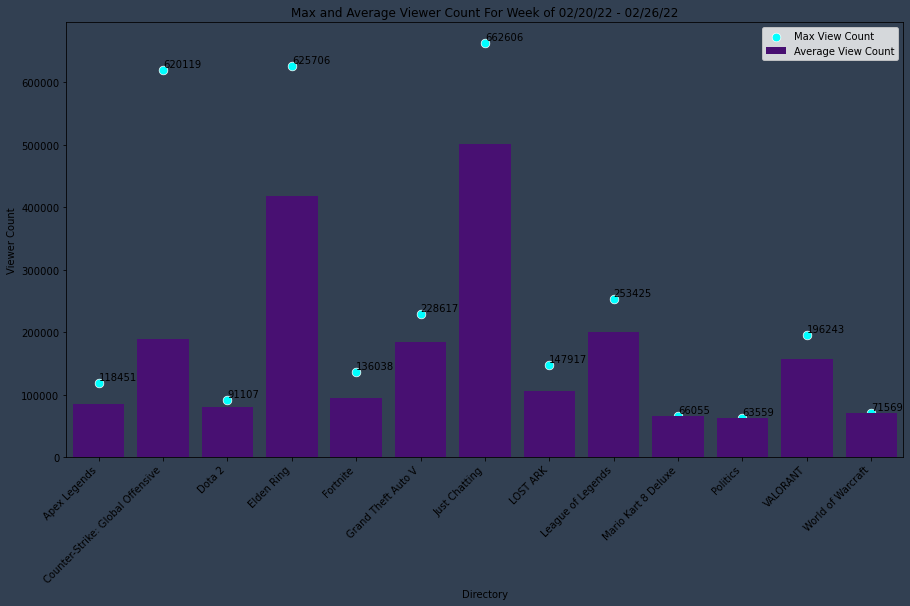 Max and Average Viewer Count For Week of 02/20/22 - 02/26/22
Max View Count
Average View Count
Viewer Count
600000
500000
400000
300000
200000
100000
0
118451
620119
91107
625706
136038
228617
662606
147917
253425
66055
63559
196243
71569
Apex Legends
Counter-Strike: Global Offensive
Dota 2
Elden Ring
Fortnite
Grand Theft Auto V
Just Chatting
LOST ARK
League of Legends
Mario Kart 8 Deluxe
Politics
VALORANT
World of Warcraft
Directory